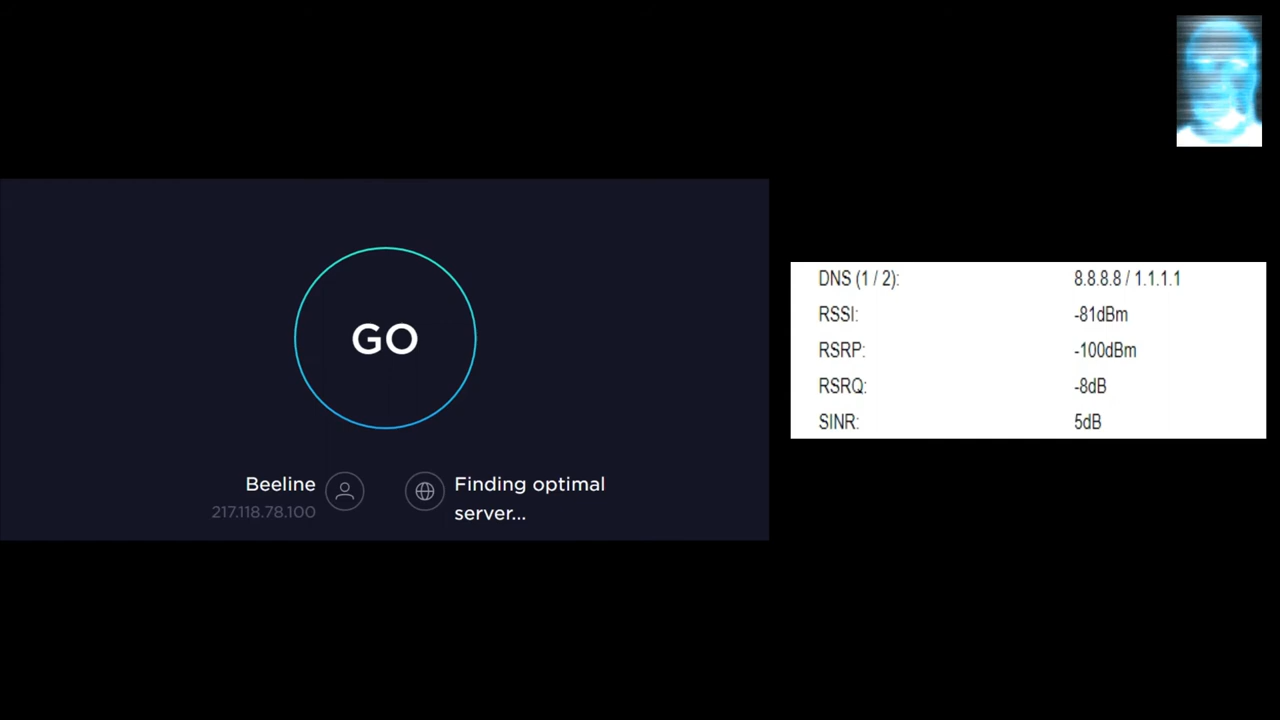 GO
Beeline
217.118.78.100
Finding optimal
server...
DNS (1 / 2): 8.8.8.8 / 1.1.1.1
RSSI: -81dBm
RSRP: -100dBm
RSRQ: -8dB
SINR: 5dB